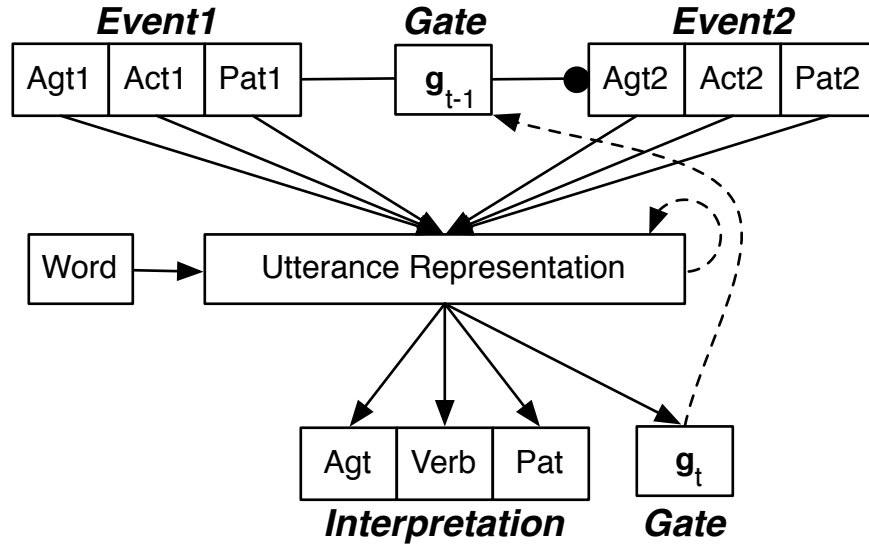 Event1 Gate Event2
Agt1 Act1 Pat1 g t-1 Agt2 Act2 Pat2
Word Utterance Representation
Agt Verb Pat g t
Interpretation Gate